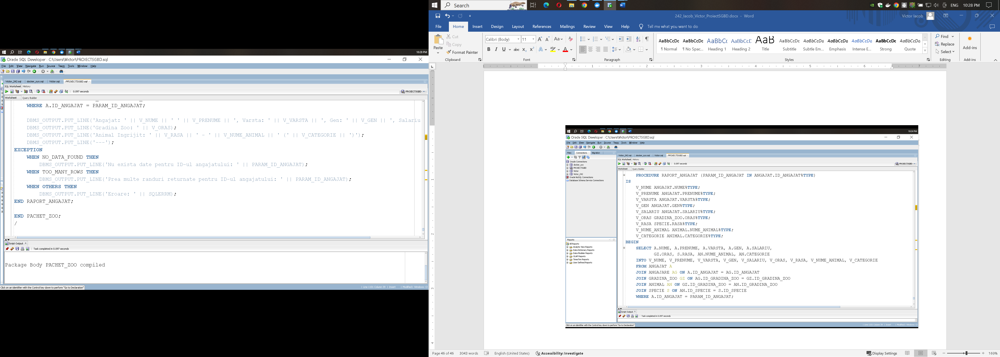 10:28 PM
Oracle SQL Developer : C:\Users\Victor\PROIECTSGBD.sql
File Edit View Navigate Run Source Team Tools Window Help
Victor_242.sql docker_sys.sql Victor.sql PROIECTSGBD.sql
SQL Worksheet History
0.097 seconds
PROIECTSGBD
Worksheet Query Builder
WHERE A.ID_ANGAJAT = PARAM_ID_ANGAJAT;
DBMS_OUTPUT.PUT_LINE('Angajat: ' || V_NUME || ' ' || V_PRENUME || ', Varsta: ' || V_VARSTA || ', Gen: ' || V_GEN || ', Salariu
DBMS_OUTPUT.PUT_LINE('Gradina Zoo: ' || V_ORAS);
DBMS_OUTPUT.PUT_LINE('Animal Ingrijit: ' || V_RASA || ' - ' || V_NUME_ANIMAL || ' (' || V_CATEGORIE || ')');
DBMS_OUTPUT.PUT_LINE('---');
EXCEPTION
WHEN NO_DATA_FOUND THEN
DBMS_OUTPUT.PUT_LINE('Nu exista date pentru ID-ul angajatului: ' || PARAM_ID_ANGAJAT);
WHEN TOO_MANY_ROWS THEN
DBMS_OUTPUT.PUT_LINE('Prea multe randuri returnate pentru ID-ul angajatului: ' || PARAM_ID_ANGAJAT);
WHEN OTHERS THEN
DBMS_OUTPUT.PUT_LINE('Eroare: ' || SQLERRM);
END RAPORT_ANGAJAT;
END PACHET_ZOO;
/
Script Output
Task completed in 0.097 seconds
Package Body PACHET_ZOO compiled
Click on an identifier with the Control key down to perform "Go to Declaration"
Line 1101 Column 39 | Insert | Modified | Windows: C
Search
ENG 10:28 PM
242_Iacob_Victor_ProiectSGBD.docx - Word
Victor Iacob
File Home Insert Design Layout References Mailings Review View Help Tell me what you want to do
Paste
Cut
Copy
Format Painter
Clipboard
Calibri (Body) 11
Font
Paragraph
AaBbCcDc AaBbCcDc AaBbCc AaBbCcE AaB AaBbCcDc AaBbCcDa AaBbCcDa AaBbCcDa AaBbCcDc AaBbCcDa
¶ Normal ¶ No Spac... Heading 1 Heading 2 Title Subtitle Subtle Em... Emphasis Intense E... Strong Quote
Styles
Find
Replace
Select
Editing
Add-ins
Add-ins
1 1 2 3 4 5 6 7
10:24 PM
Oracle SQL Developer : C:\Users\Victor\PROIECTSGBD.sql
File Edit View Navigate Run Source Team Tools Window Help
Files Connections Migration
Oracle Connections
docker_sys
PROIECTSGBD
Victor
Victor_242
Oracle NoSQL Connections
Database Schema Service Connections
Reports
All Reports
Analytic View Reports
Data Dictionary Reports
Data Modeler Reports
OLAP Reports
TimesTen Reports
User Defined Reports
Victor_242.sql docker_sys.sql Victor.sql PROIECTSGBD.sql
SQL Worksheet History
0.097 seconds
PROIECTSGBD
Worksheet Query Builder
PROCEDURE RAPORT_ANGAJAT (PARAM_ID_ANGAJAT IN ANGAJAT.ID_ANGAJAT%TYPE)
IS
V_NUME ANGAJAT.NUME%TYPE;
V_PRENUME ANGAJAT.PRENUME%TYPE;
V_VARSTA ANGAJAT.VARSTA%TYPE;
V_GEN ANGAJAT.GEN%TYPE;
V_SALARIU ANGAJAT.SALARIU%TYPE;
V_ORAS GRADINA_ZOO.ORAS%TYPE;
V_RASA SPECIE.RASA%TYPE;
V_NUME_ANIMAL ANIMAL.NUME_ANIMAL%TYPE;
V_CATEGORIE ANIMAL.CATEGORIE%TYPE;
BEGIN
SELECT A.NUME, A.PRENUME, A.VARSTA, A.GEN, A.SALARIU,
GZ.ORAS, S.RASA, AN.NUME_ANIMAL, AN.CATEGORIE
INTO V_NUME, V_PRENUME, V_VARSTA, V_GEN, V_SALARIU, V_ORAS, V_RASA, V_NUME_ANIMAL, V_CATEGORIE
FROM ANGAJAT A
JOIN ANGAJARE AG ON A.ID_ANGAJAT = AG.ID_ANGAJAT
JOIN GRADINA_ZOO GZ ON AG.ID_GRADINA_ZOO = GZ.ID_GRADINA_ZOO
JOIN ANIMAL AN ON GZ.ID_GRADINA_ZOO = AN.ID_GRADINA_ZOO
JOIN SPECIE S ON AN.ID_SPECIE = S.ID_SPECIE
WHERE A.ID_ANGAJAT = PARAM_ID_ANGAJAT;
Script Output
Task completed in 0.097 seconds
Click on an identifier with the Control key down to perform "Go to Declaration"
Line 1101 Column 39 | Insert | Modified | Windows: C
Page 46 of 46 3043 words English (United States) Accessibility: Investigate
Display Settings 169%